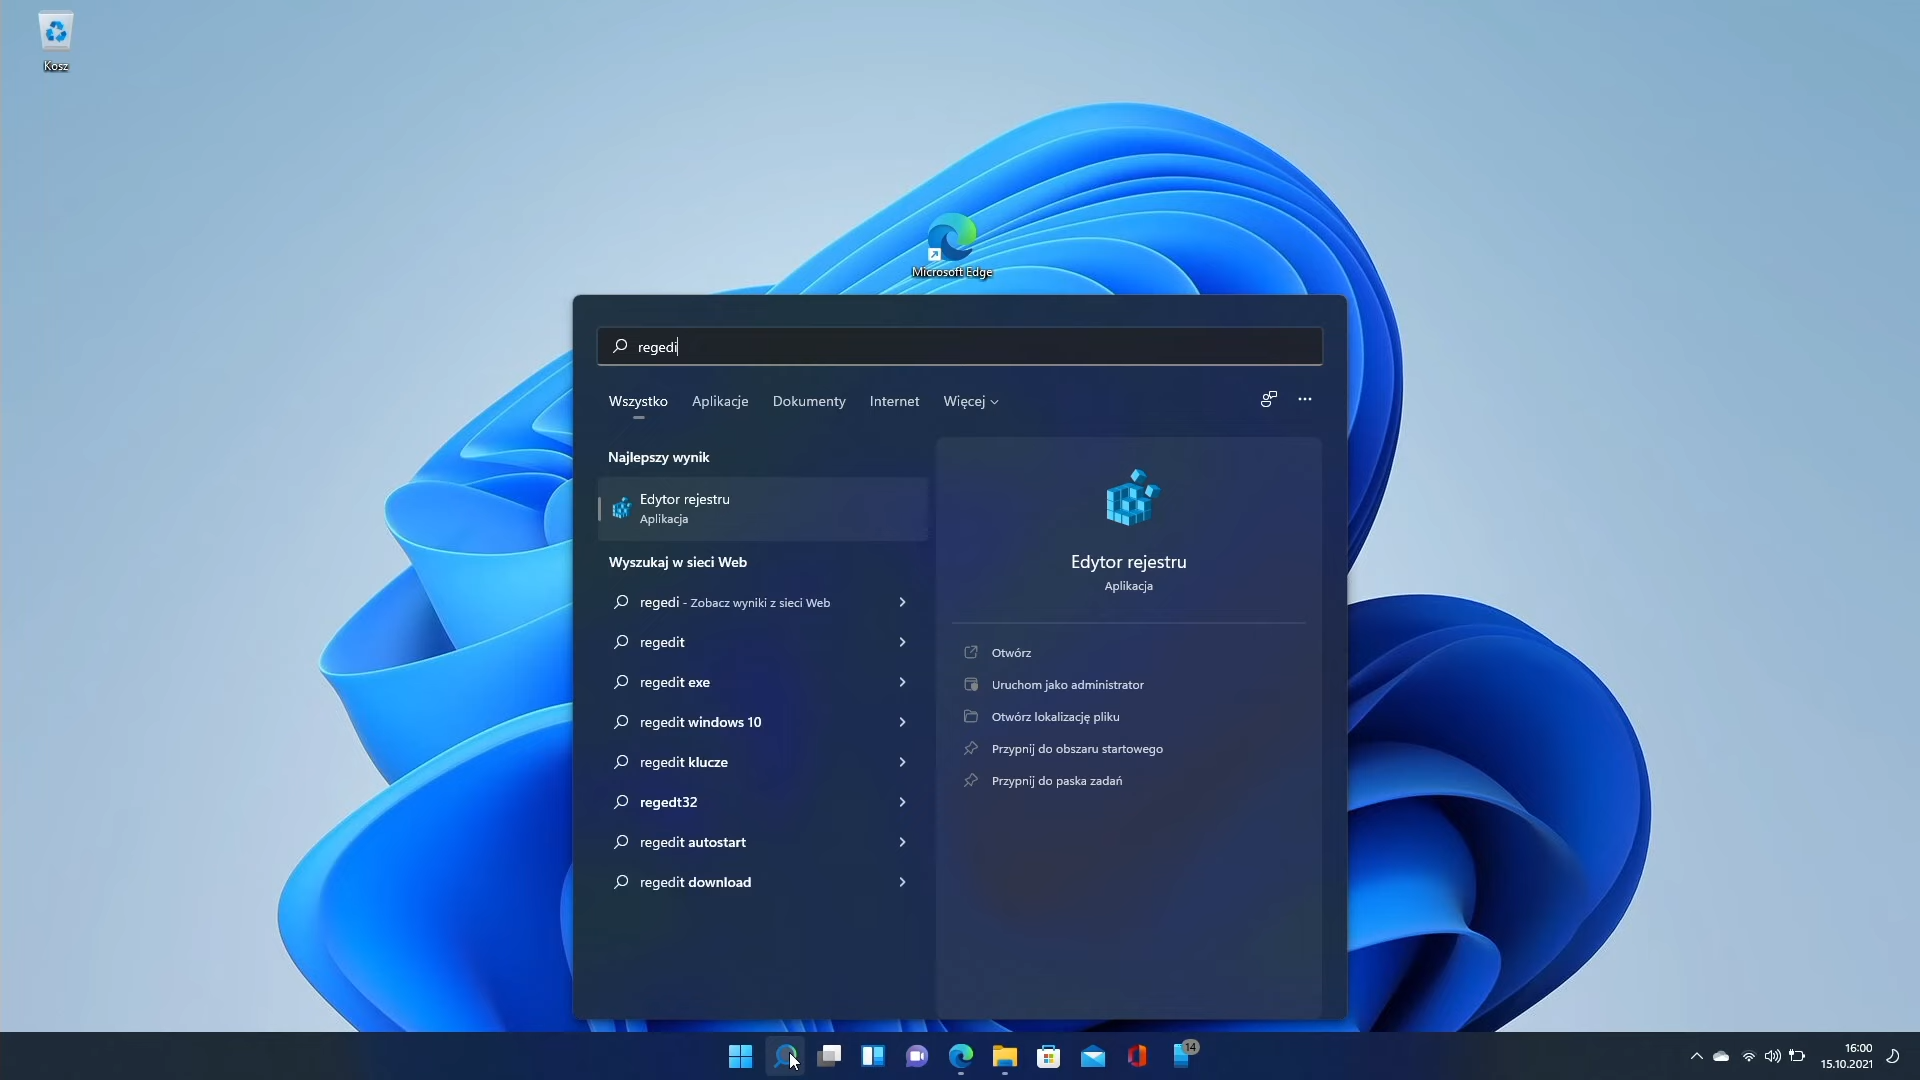 Kosz
Microsoft Edge
regedi
Wszystko Aplikacje Dokumenty Internet Więcej
Najlepszy wynik
Edytor rejestru
Aplikacja
Wyszukaj w sieci Web
regedi - Zobacz wyniki z sieci Web
regedit
regedit exe
regedit windows 10
regedit klucze
regedt32
regedit autostart
regedit download
Edytor rejestru
Aplikacja
Otwórz
Uruchom jako administrator
Otwórz lokalizację pliku
Przypnij do obszaru startowego
Przypnij do paska zadań
14
16:00
15.10.2021